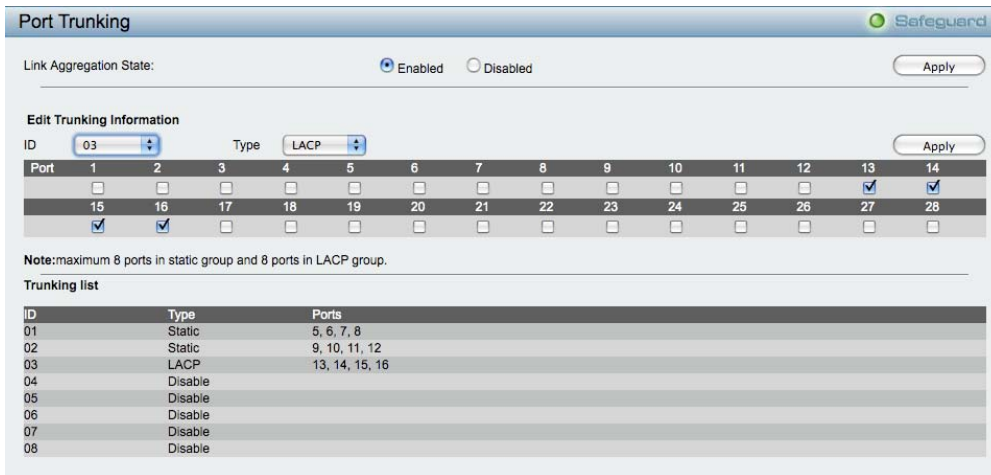 Port Trunking
Safeguard
Link Aggregation State: Enabled Disabled Apply
Edit Trunking Information
ID 03 Type LACP Apply
Port 1 2 3 4 5 6 7 8 9 10 11 12 13 14
15 16 17 18 19 20 21 22 23 24 25 26 27 28
Note:maximum 8 ports in static group and 8 ports in LACP group.
Trunking list
ID Type Ports
01 Static 5, 6, 7, 8
02 Static 9, 10, 11, 12
03 LACP 13, 14, 15, 16
04 Disable
05 Disable
06 Disable
07 Disable
08 Disable